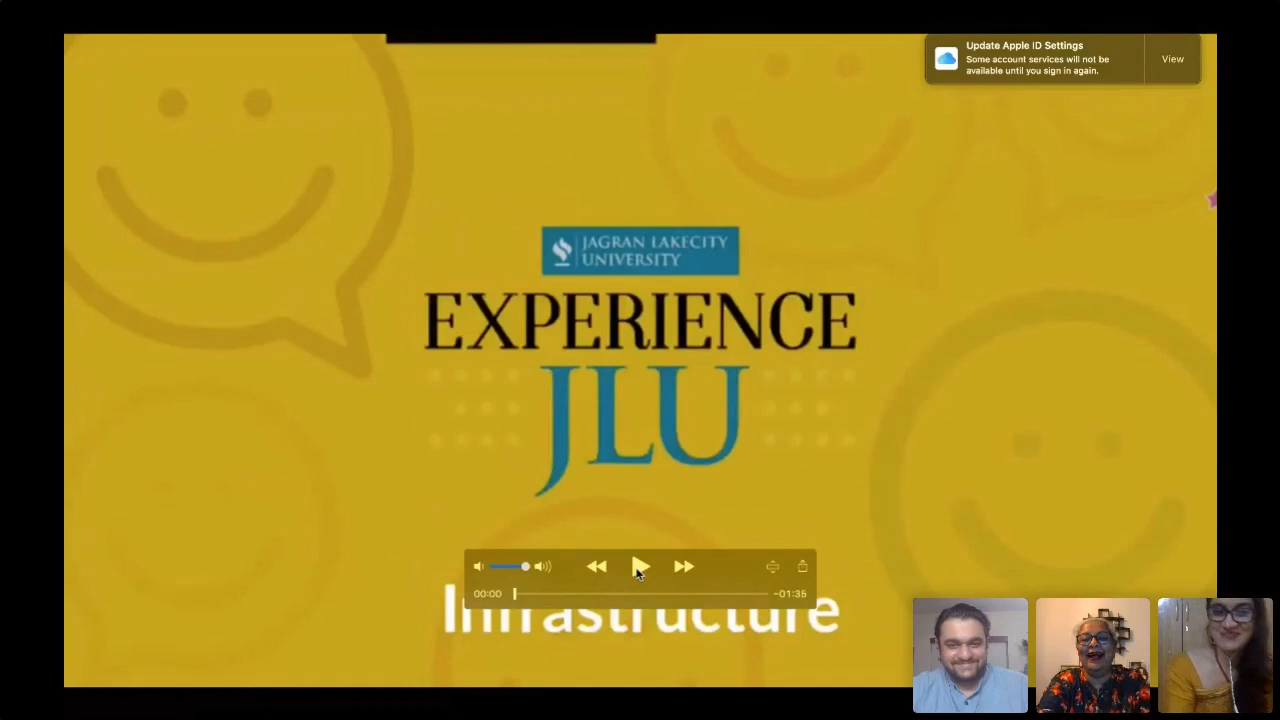 Update Apple ID Settings
Some account services will not be
available until you sign in again.
View
JAGRAN LAKECITY
UNIVERSITY
EXPERIENCE
JLU
00:00
-01:35
Infrastructure